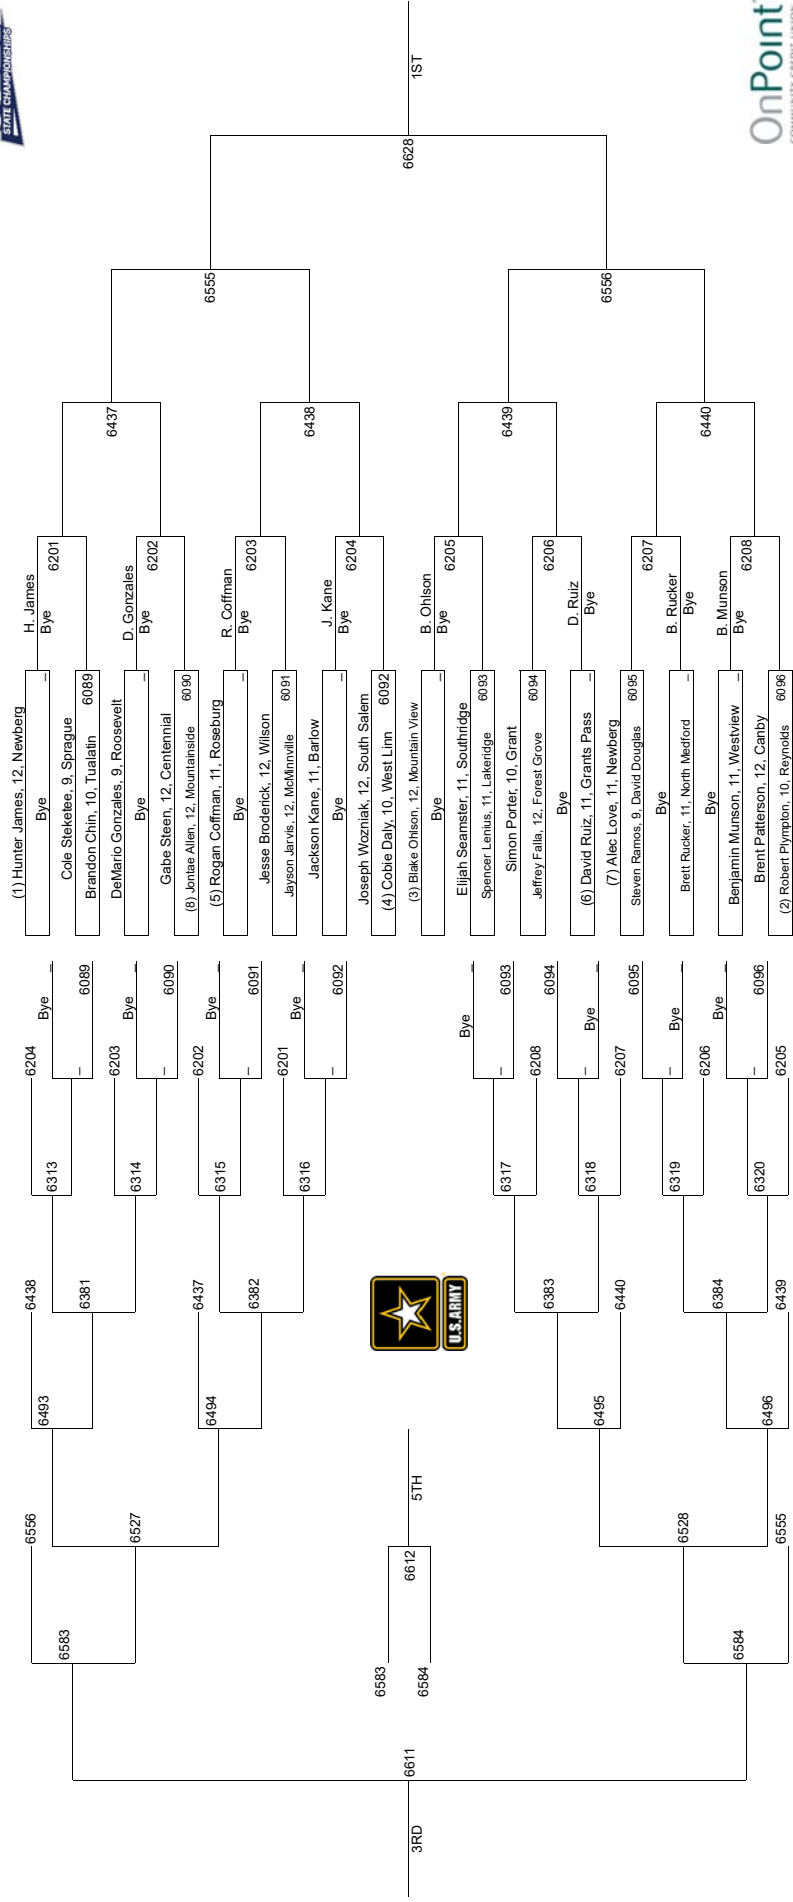 STATE CHAMPIONSHIPS
(1) Hunter James, 12, Newberg
Bye
–
H. James
Bye
6201
Cole Steketee, 9, Sprague
Brandon Chin, 10, Tualatin
6089
DeMario Gonzales, 9, Roosevelt
Bye
–
D. Gonzales
Bye
6202
Gabe Steen, 12, Centennial
(8) Jontae Allen, 12, Mountainside
6090
(5) Rogan Coffman, 11, Roseburg
Bye
–
R. Coffman
Bye
6203
Jesse Broderick, 12, Wilson
Jayson Jarvis, 12, McMinnville
6091
Jackson Kane, 11, Barlow
Bye
–
J. Kane
Bye
6204
Joseph Wozniak, 12, South Salem
(4) Cobie Daly, 10, West Linn
6092
(3) Blake Ohlson, 12, Mountain View
Bye
–
B. Ohlson
Bye
6205
Elijah Seamster, 11, Southridge
Spencer Lenius, 11, Lakeridge
6093
Simon Porter, 10, Grant
Jeffrey Falla, 12, Forest Grove
6094
6206
Bye
(6) David Ruiz, 11, Grants Pass
–
D. Ruiz
Bye
(7) Alec Love, 11, Newberg
Steven Ramos, 9, David Douglas
6095
6207
Bye
Brett Rucker, 11, North Medford
–
B. Rucker
Bye
Bye
Benjamin Munson, 11, Westview
–
B. Munson
Bye
6208
Brent Patterson, 12, Canby
(2) Robert Plympton, 10, Reynolds
6096
6437
6438
6439
6440
6555
6556
6628
1ST
Bye
–
6089
–
6204
6313
Bye
–
6090
–
6203
6314
Bye
–
6091
–
6202
6315
Bye
–
6092
–
6201
6316
Bye
–
6093
–
6208
6317
6094
Bye
–
–
6207
6318
6095
Bye
–
–
6206
6319
Bye
–
6096
–
6205
6320
6438
6381
6437
6382
6383
6440
6384
6439
6493
6494
6495
6496
6556
6527
6528
6555
6583
6584
6611
3RD
6583
6584
6612
5TH
U.S.ARMY
OnPoint
COMMUNITY CREDIT UNION